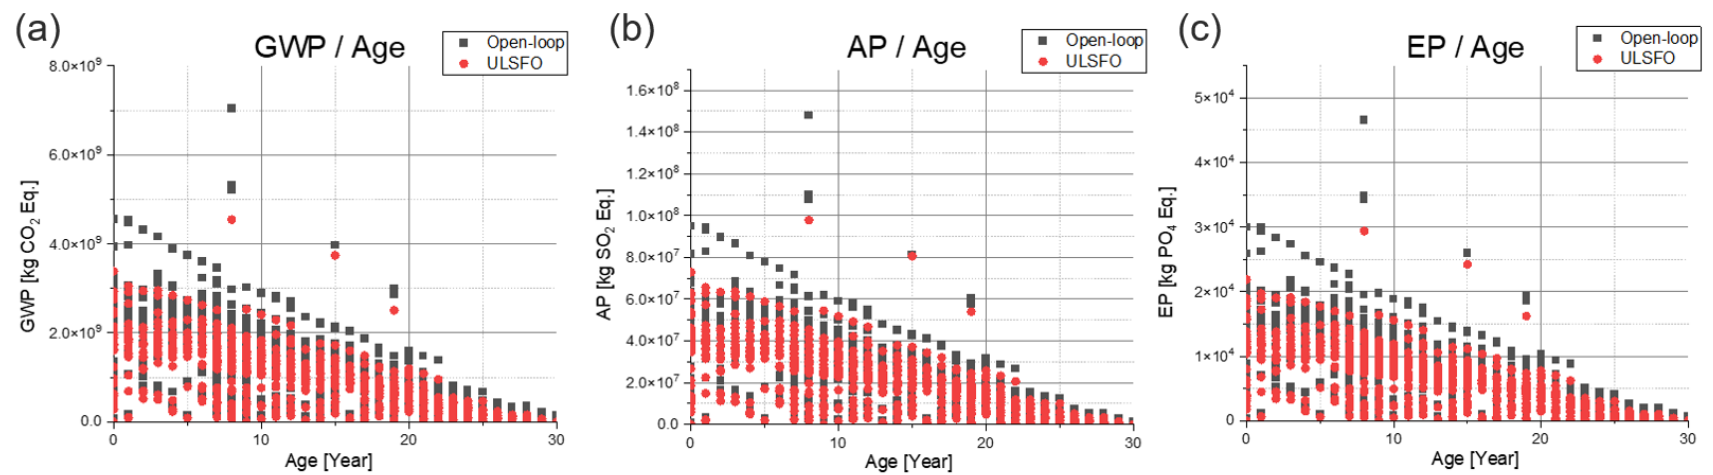 (a)
GWP / Age
Open-loop
ULSFO
8.0×10⁹
6.0×10⁹
4.0×10⁹
2.0×10⁹
0.0
GWP [kg CO₂ Eq.]
0 10 20 30
Age [Year]
(b)
AP / Age
Open-loop
ULSFO
1.6×10⁸
1.4×10⁸
1.2×10⁸
1.0×10⁸
8.0×10⁷
6.0×10⁷
4.0×10⁷
2.0×10⁷
0.0
AP [kg SO₂ Eq.]
0 10 20 30
Age [Year]
(c)
EP / Age
Open-loop
ULSFO
5×10⁴
4×10⁴
3×10⁴
2×10⁴
1×10⁴
0
EP [kg PO₄ Eq.]
0 10 20 30
Age [Year]